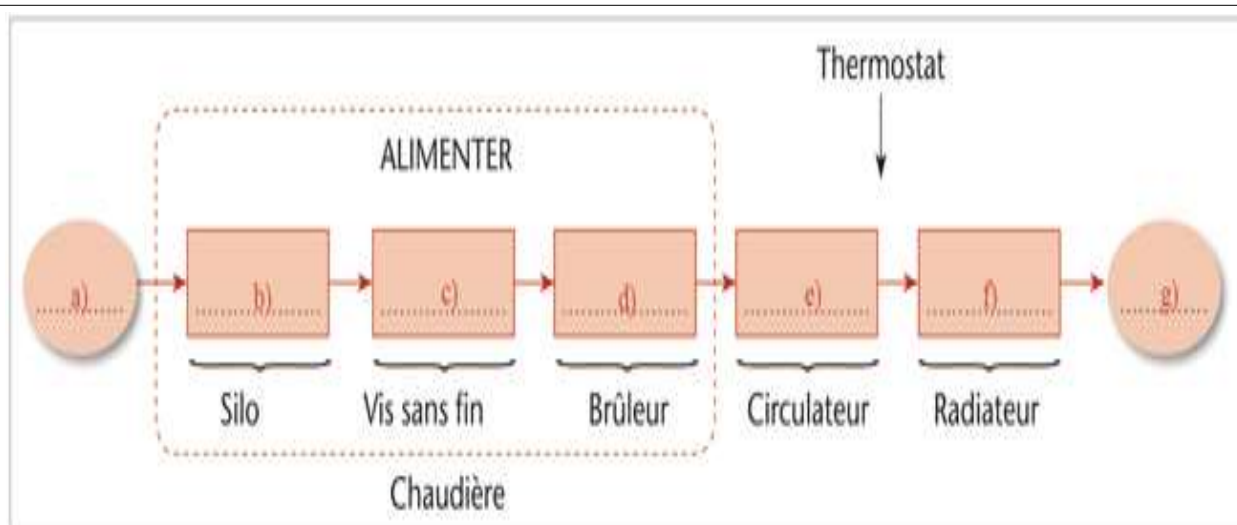 Thermostat
ALIMENTER
a)
b)
c)
d)
e)
f)
g)
Silo
Vis sans fin
Brûleur
Circulateur
Radiateur
Chaudière